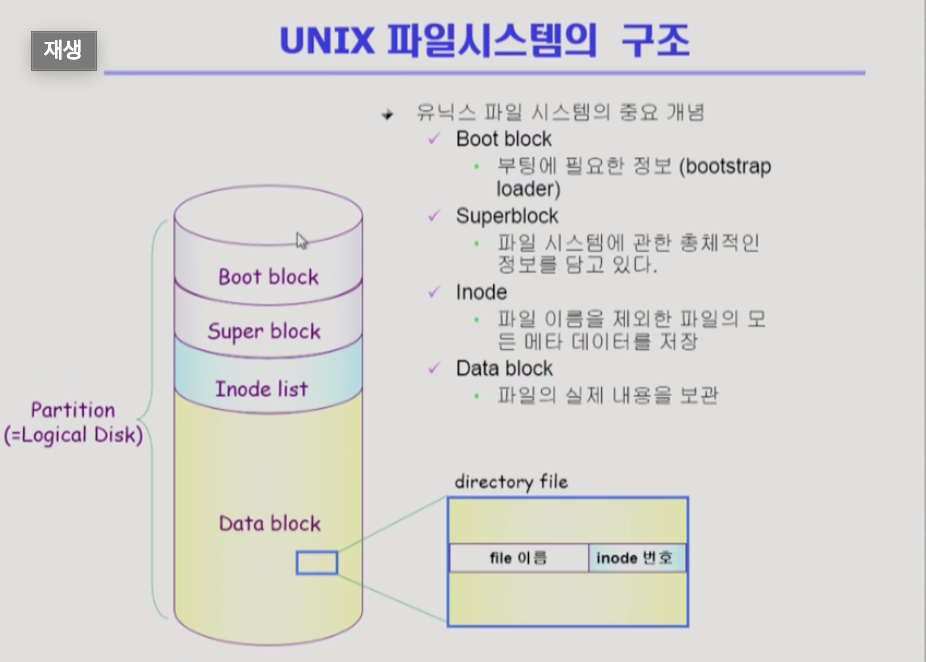 재생
UNIX 파일시스템의 구조
유닉스 파일 시스템의 중요 개념
Boot block
부팅에 필요한 정보 (bootstrap
loader)
Superblock
파일 시스템에 관한 총체적인
정보를 담고 있다.
Inode
파일 이름을 제외한 파일의 모
든 메타 데이터를 저장
Data block
파일의 실제 내용을 보관
Boot block
Super block
Inode list
Partition
(=Logical Disk)
Data block
directory file
file 이름
inode 번호